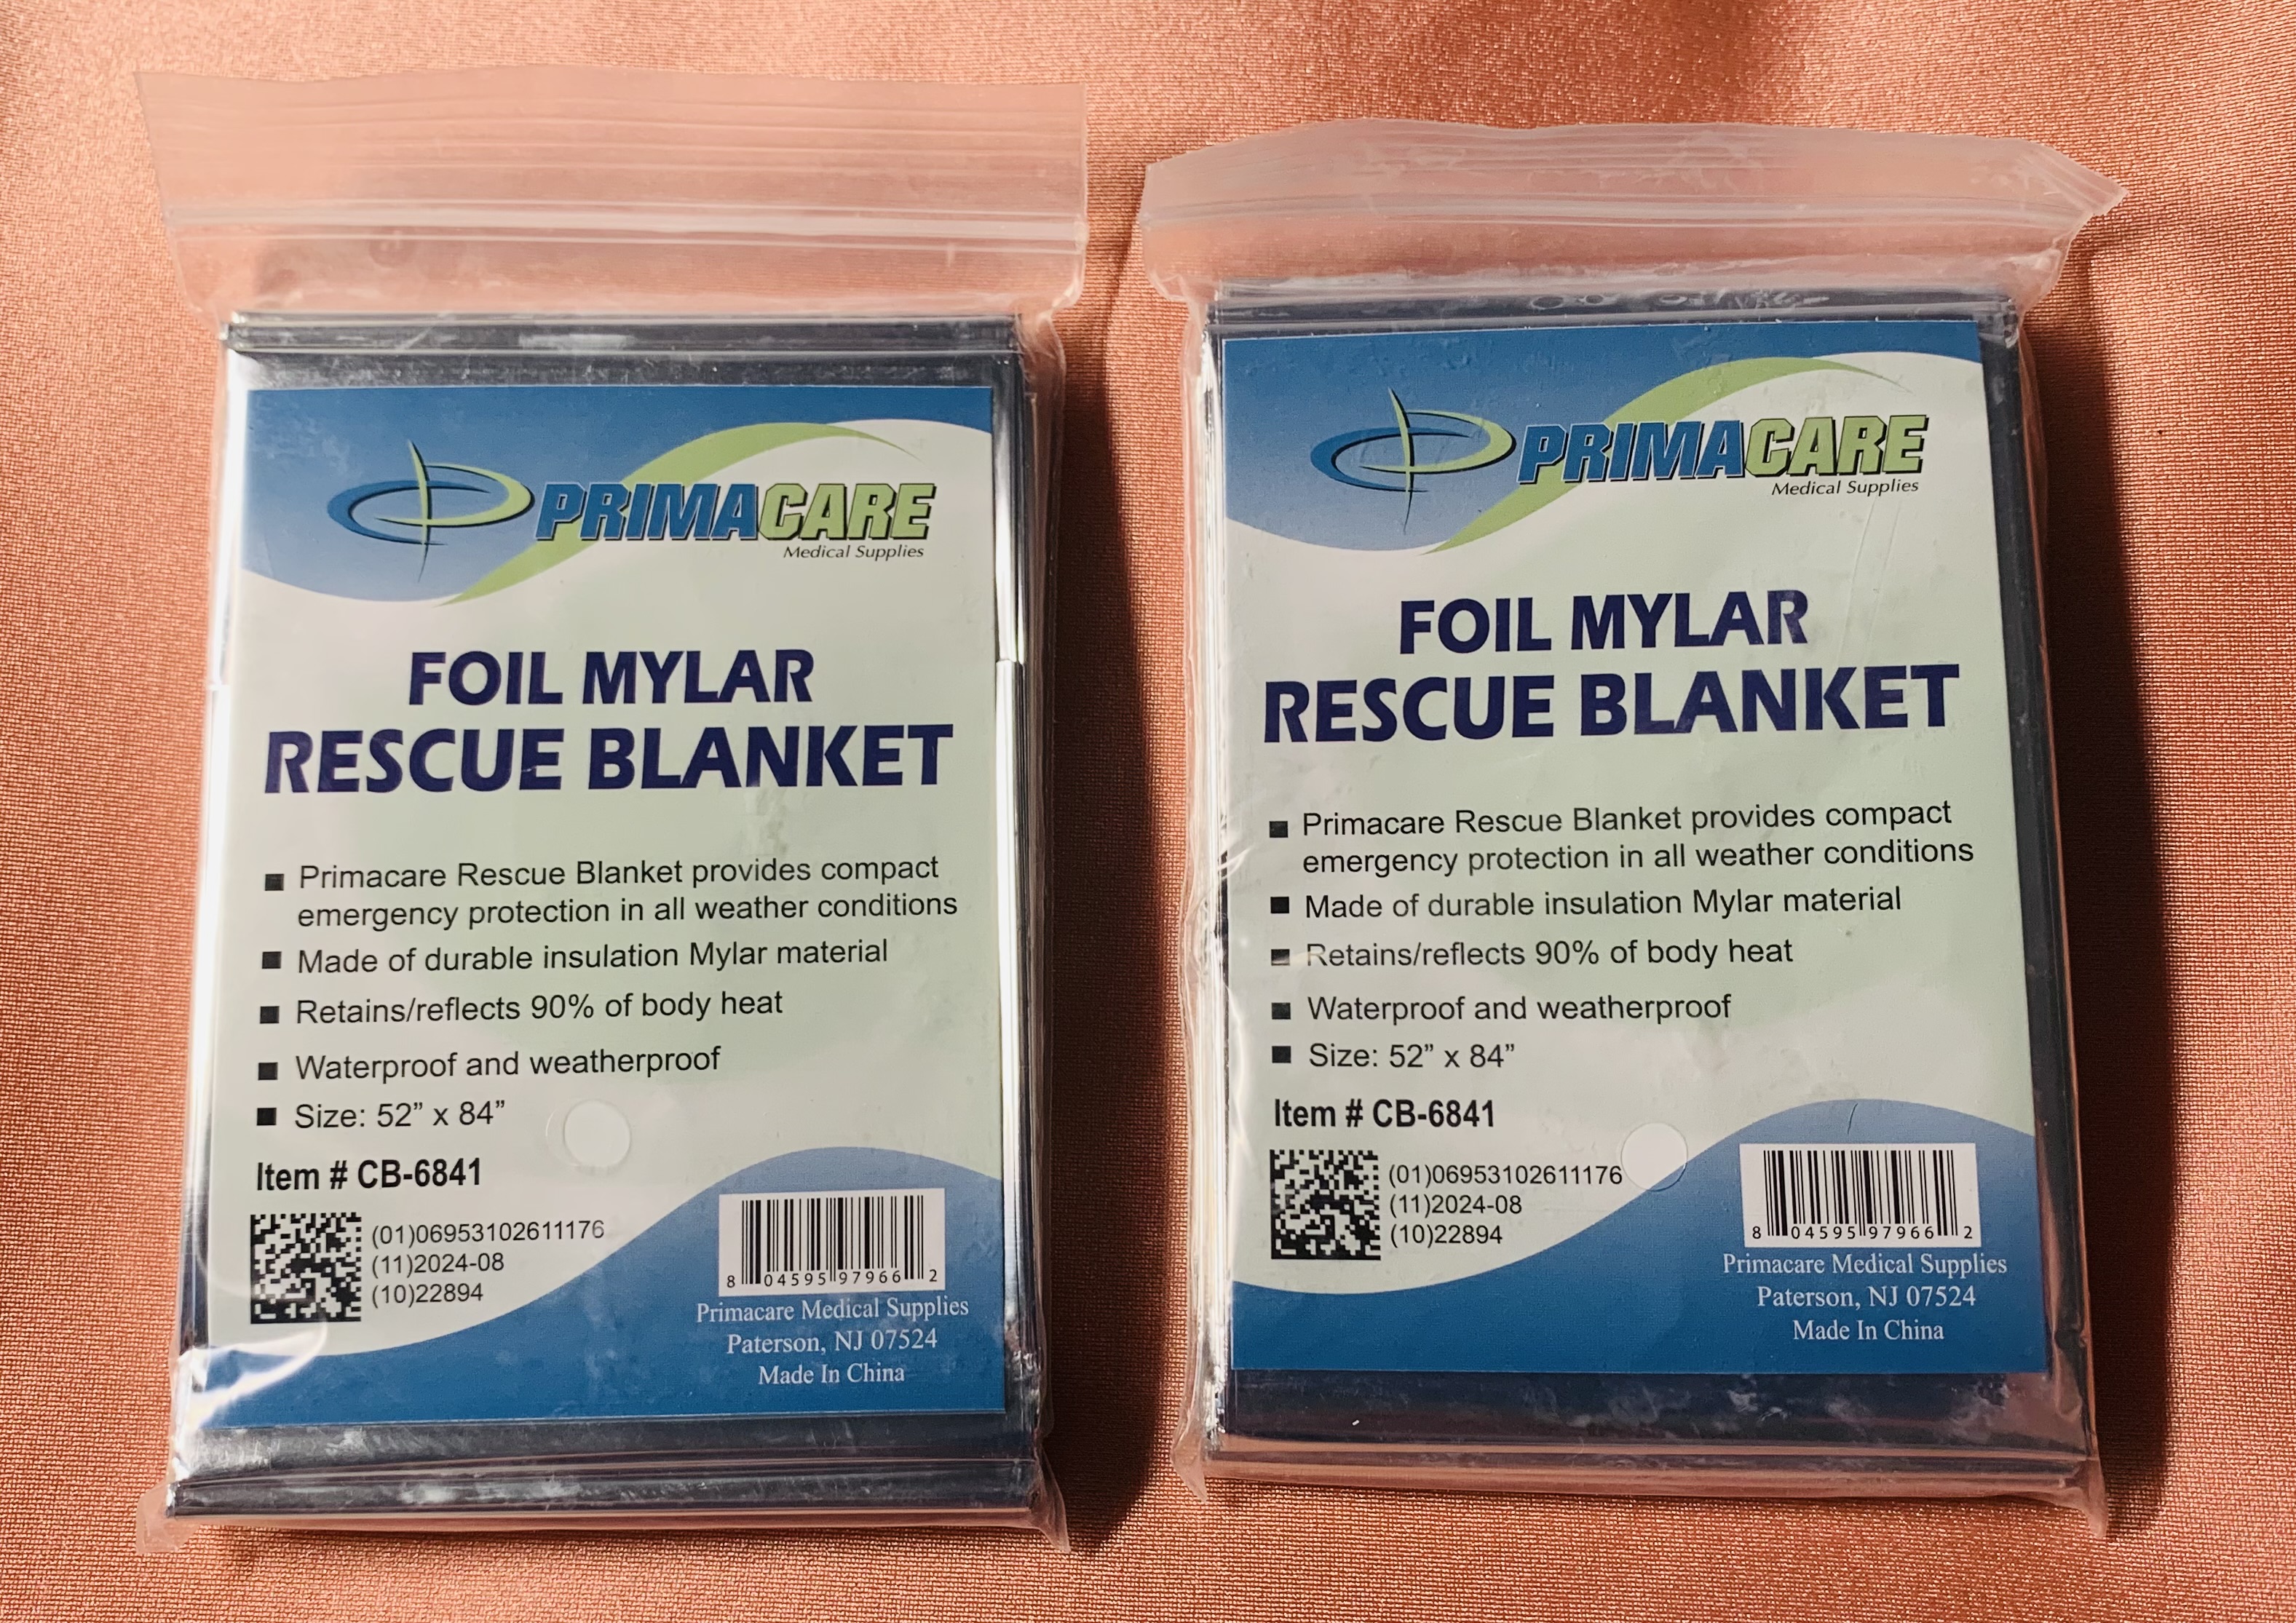 PRIMACARE
Medical Supplies
FOIL MYLAR
RESCUE BLANKET
Primacare Rescue Blanket provides compact
emergency protection in all weather conditions
Made of durable insulation Mylar material
Retains/reflects 90% of body heat
Waterproof and weatherproof
Size: 52” x 84”
Item # CB-6841
(01)06953102611176
(11)2024-08
(10)22894
8 04595 97966 2
Primacare Medical Supplies
Paterson, NJ 07524
Made In China
PRIMACARE
Medical Supplies
FOIL MYLAR
RESCUE BLANKET
Primacare Rescue Blanket provides compact
emergency protection in all weather conditions
Made of durable insulation Mylar material
Retains/reflects 90% of body heat
Waterproof and weatherproof
Size: 52” x 84”
Item # CB-6841
(01)06953102611176
(11)2024-08
(10)22894
8 04595 97966 2
Primacare Medical Supplies
Paterson, NJ 07524
Made In China